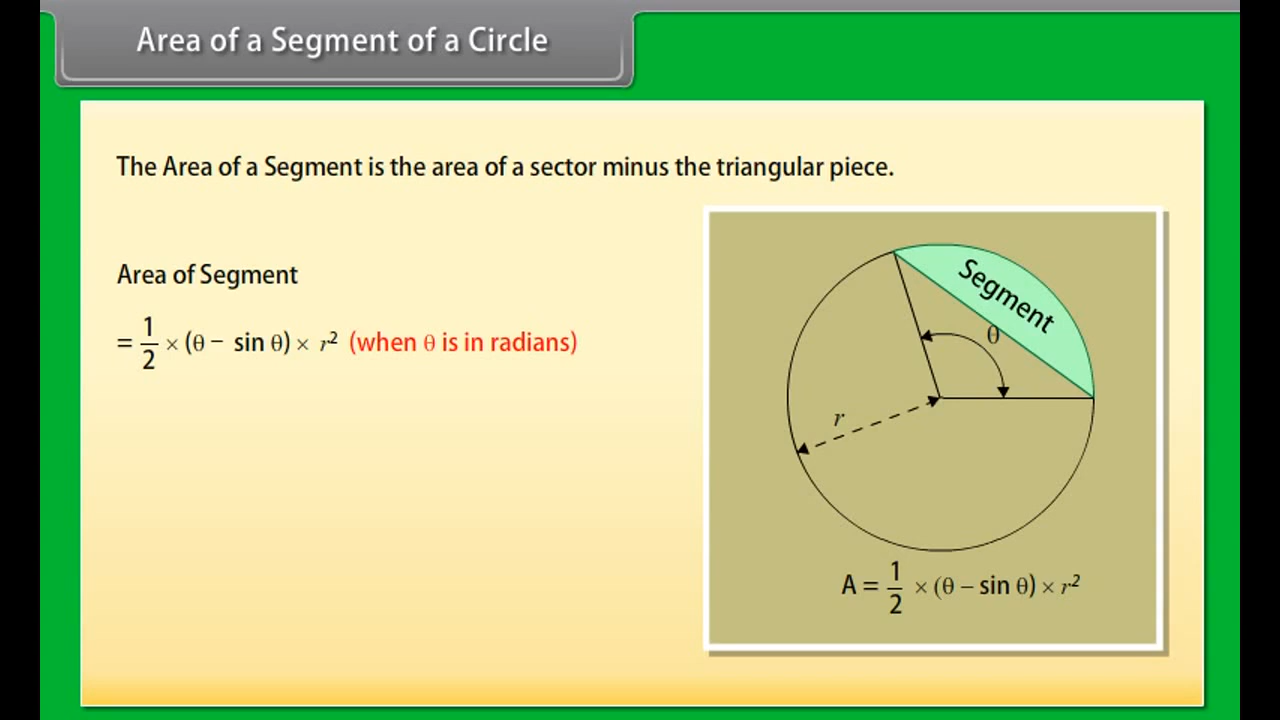 Area of a Segment of a Circle
The Area of a Segment is the area of a sector minus the triangular piece.
Area of Segment
= 1/2 × (θ − sin θ) × r² (when θ is in radians)
Segment
θ
r
A = 1/2 × (θ − sin θ) × r²